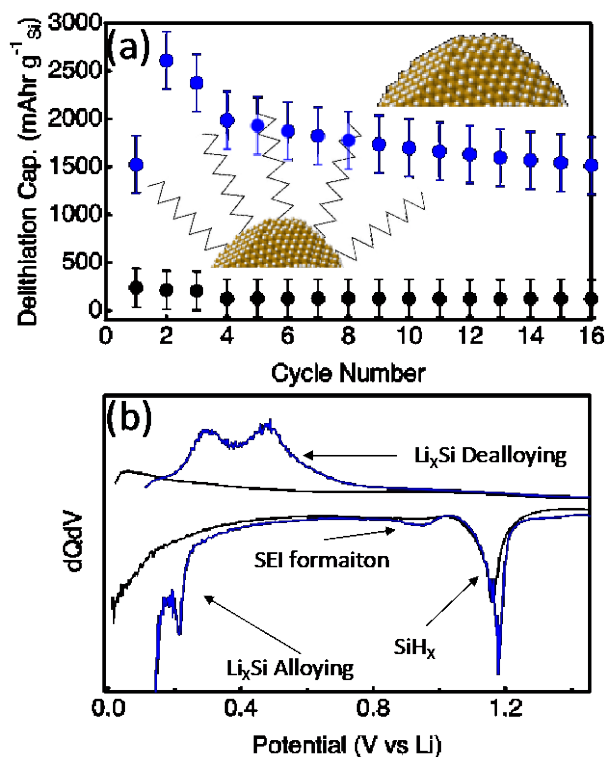 (a)
3000
2500
2000
1500
1000
500
0
Delithiation Cap. (mAhr g⁻¹Si)
0 2 4 6 8 10 12 14 16
Cycle Number
(b)
LiₓSi Dealloying
SEI formaiton
SiHₓ
LiₓSi Alloying
dQdV
0.0 0.4 0.8 1.2
Potential (V vs Li)